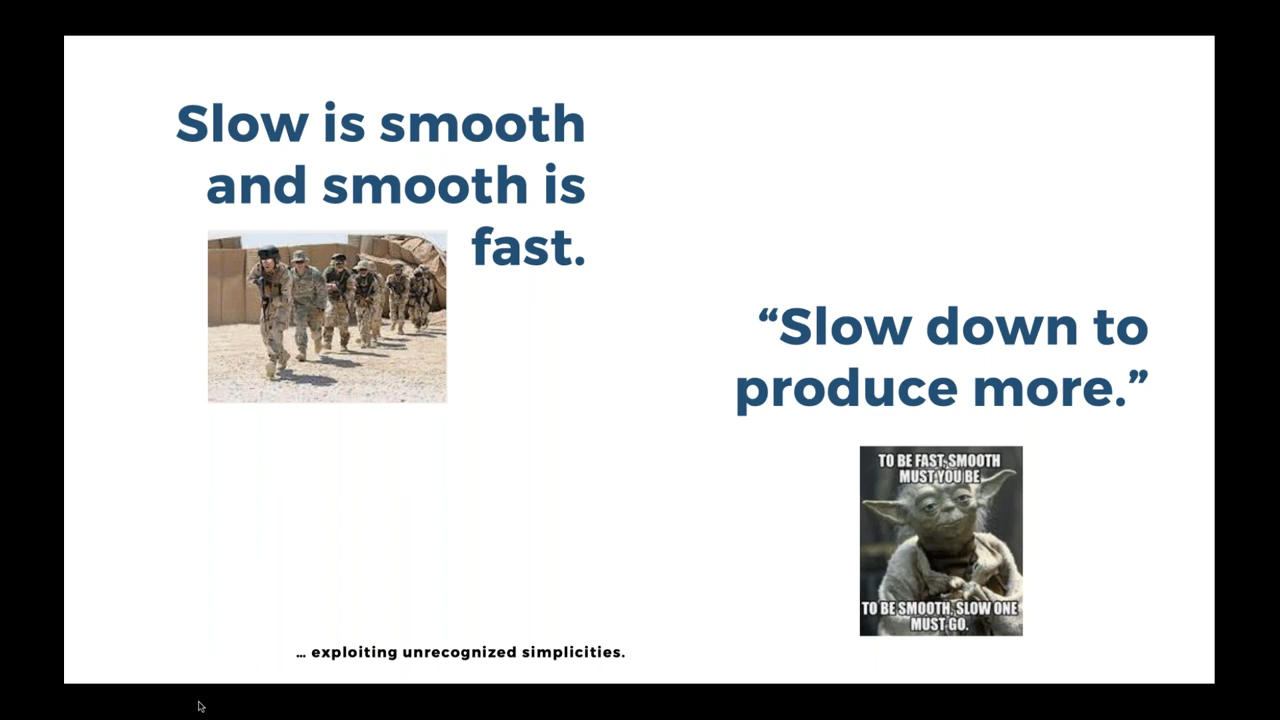 Slow is smooth
and smooth is
fast.
“Slow down to
produce more.”
TO BE FAST, SMOOTH
MUST YOU BE
TO BE SMOOTH, SLOW ONE
MUST GO.
… exploiting unrecognized simplicities.